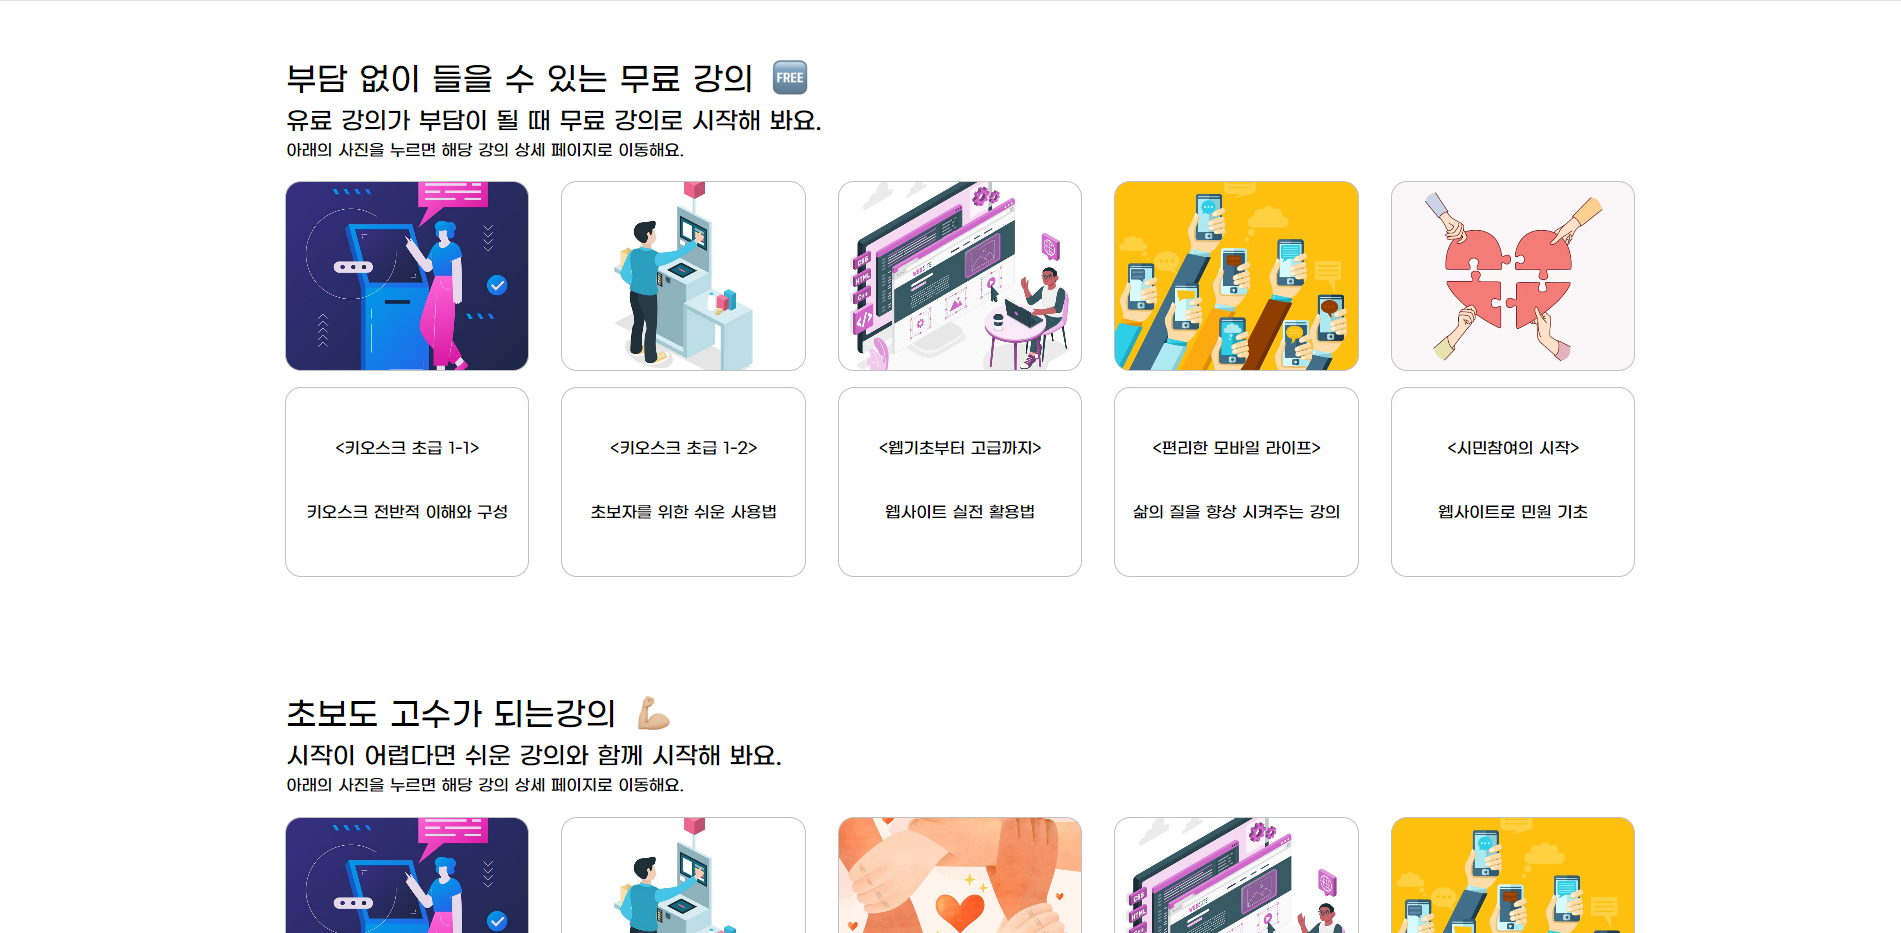 부담 없이 들을 수 있는 무료 강의 FREE
유료 강의가 부담이 될 때 무료 강의로 시작해 봐요.
아래의 사진을 누르면 해당 강의 상세 페이지로 이동해요.
CSS
HTML
C++
</>
WEBSITE
<키오스크 초급 1-1>
키오스크 전반적 이해와 구성
<키오스크 초급 1-2>
초보자를 위한 쉬운 사용법
<웹기초부터 고급까지>
웹사이트 실전 활용법
<편리한 모바일 라이프>
삶의 질을 향상 시켜주는 강의
<시민참여의 시작>
웹사이트로 민원 기초
초보도 고수가 되는강의
시작이 어렵다면 쉬운 강의와 함께 시작해 봐요.
아래의 사진을 누르면 해당 강의 상세 페이지로 이동해요.
CSS
HTML
WEBSITE